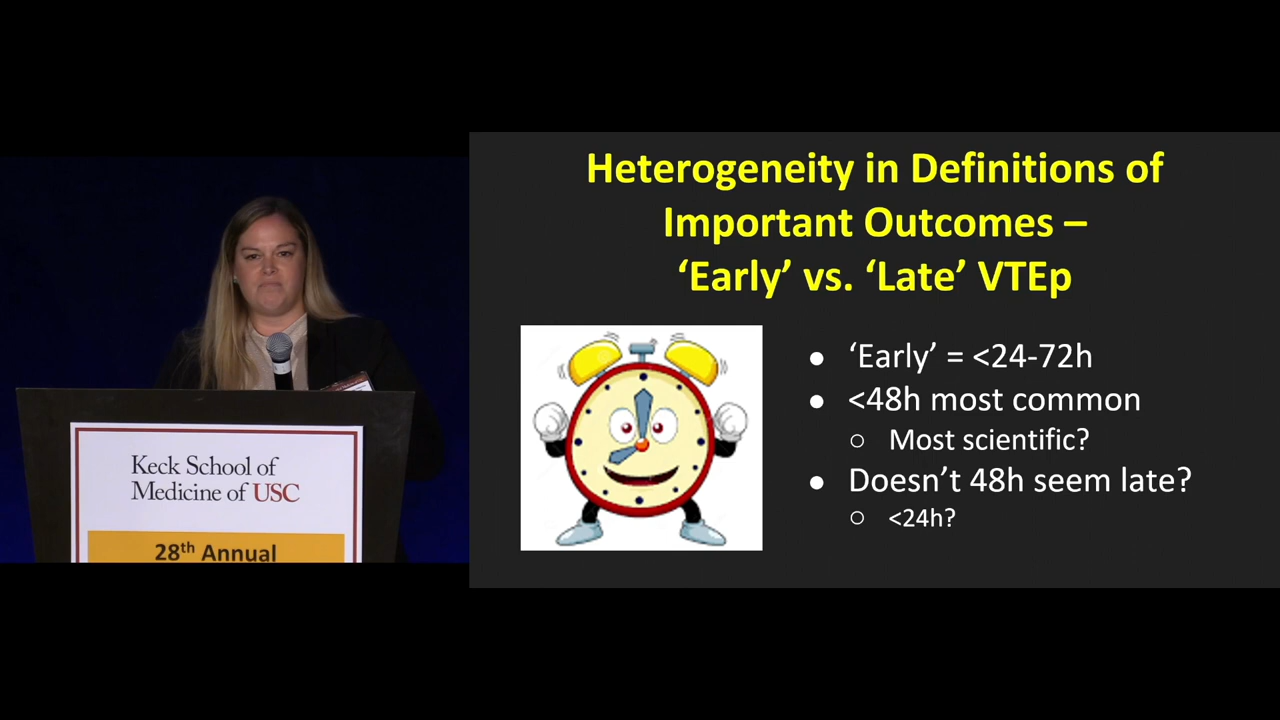 Heterogeneity in Definitions of
Important Outcomes –
‘Early’ vs. ‘Late’ VTEp
● ‘Early’ = <24-72h
● <48h most common
○ Most scientific?
● Doesn’t 48h seem late?
○ <24h?
Keck School of
Medicine of USC
28th Annual